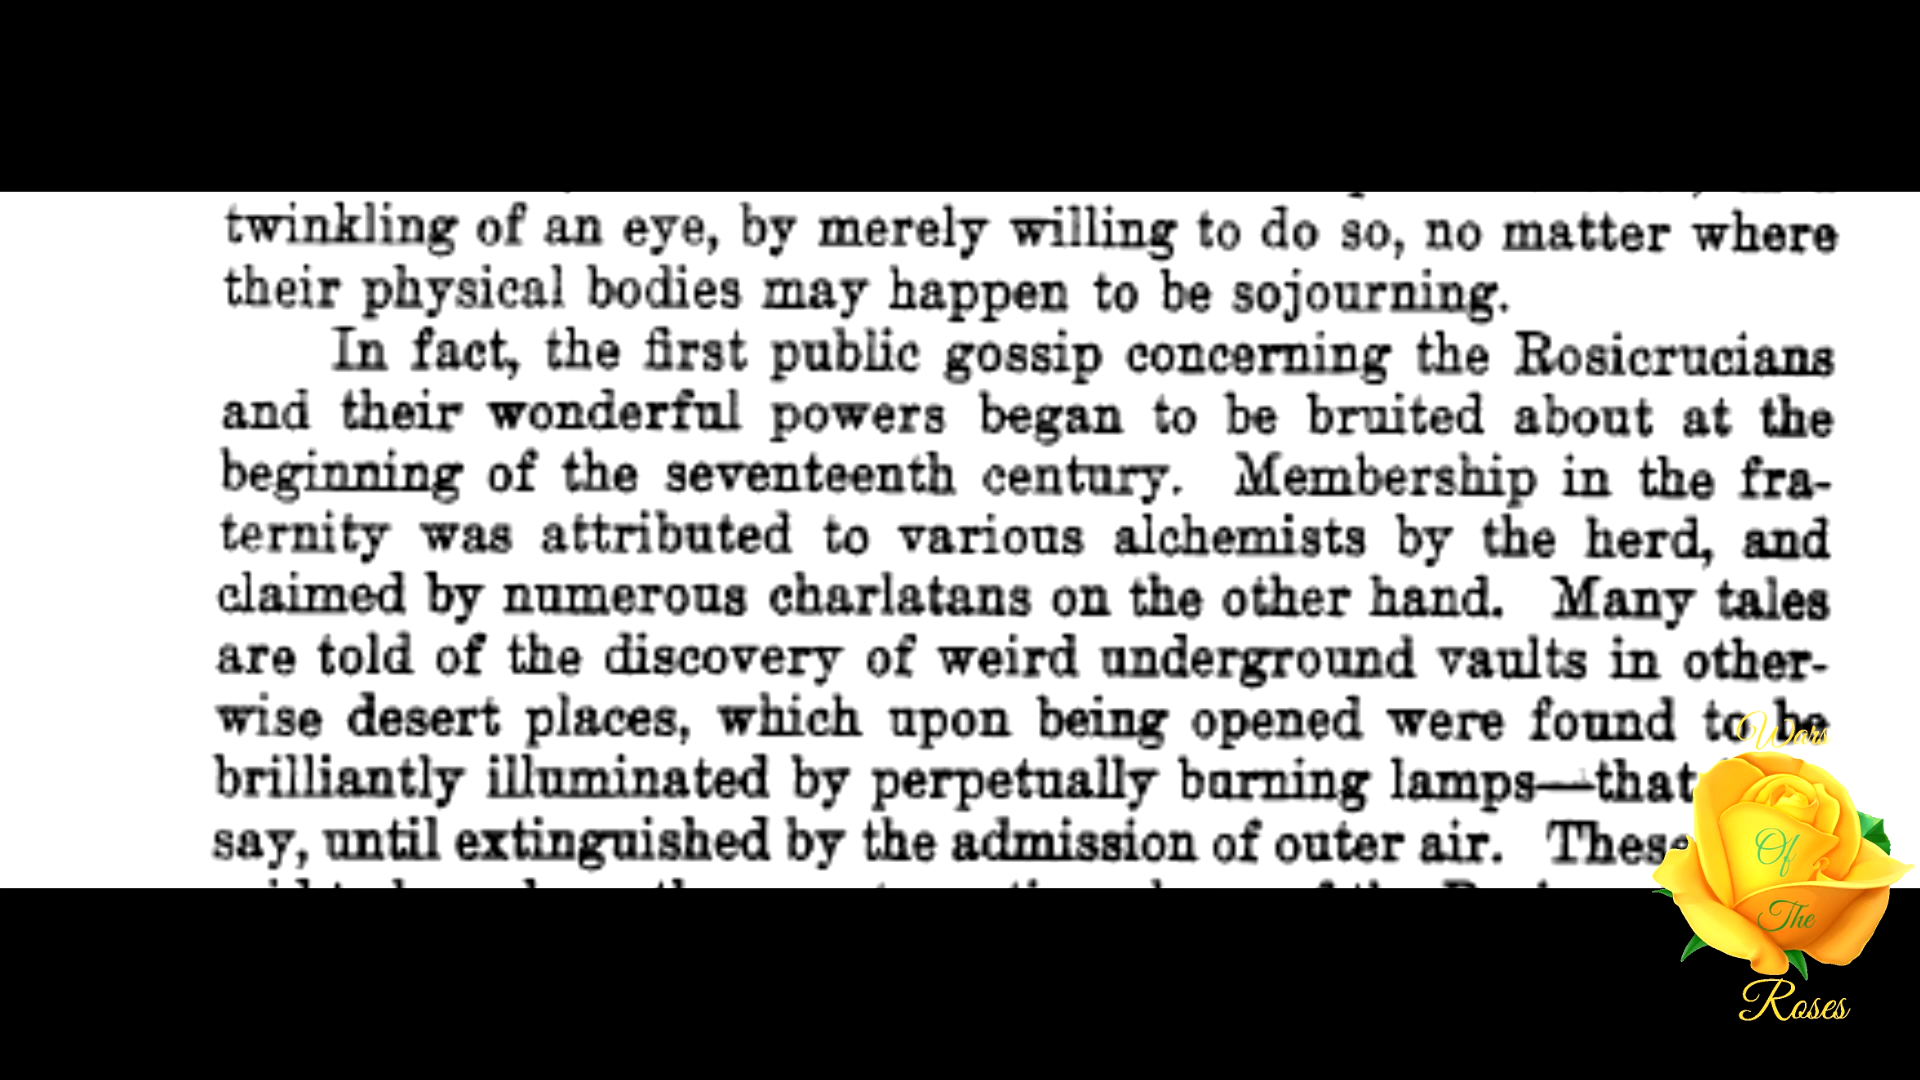 twinkling of an eye, by merely willing to do so, no matter where
their physical bodies may happen to be sojourning.
In fact, the first public gossip concerning the Rosicrucians
and their wonderful powers began to be bruited about at the
beginning of the seventeenth century. Membership in the fra-
ternity was attributed to various alchemists by the herd, and
claimed by numerous charlatans on the other hand. Many tales
are told of the discovery of weird underground vaults in other-
wise desert places, which upon being opened were found to be
brilliantly illuminated by perpetually burning lamps—that
say, until extinguished by the admission of outer air. These
Wars
Of
The
Roses